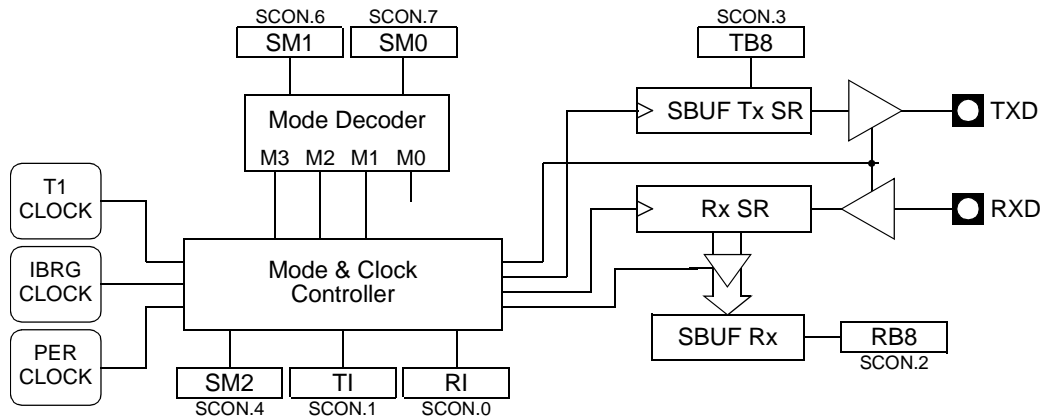 SCON.6 SCON.7 SCON.3
SM1 SM0 TB8
Mode Decoder
M3 M2 M1 M0
SBUF Tx SR
TXD
T1
CLOCK
Rx SR
RXD
IBRG
CLOCK
Mode & Clock
Controller
PER
CLOCK
SBUF Rx
RB8
SCON.2
SM2 TI RI
SCON.4 SCON.1 SCON.0